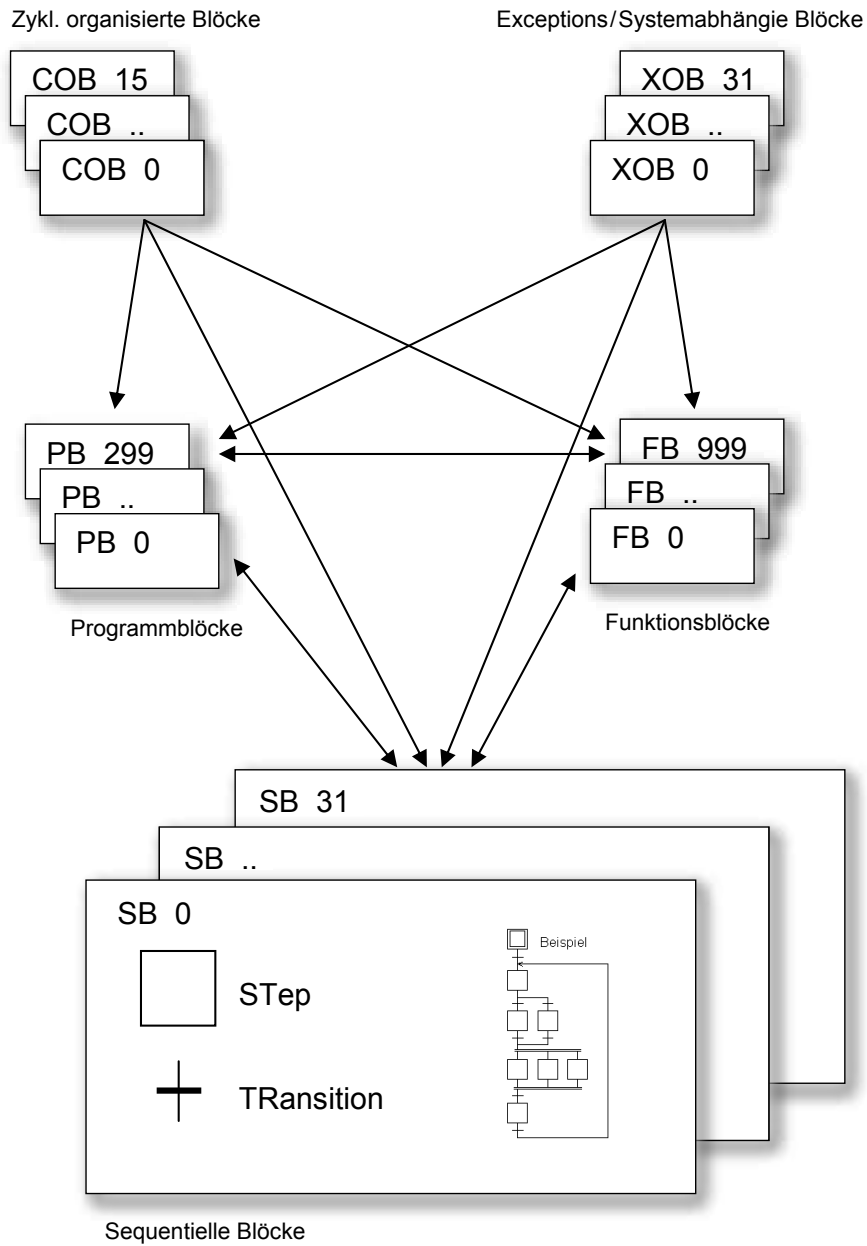 Zykl. organisierte Blöcke
Exceptions/Systemabhängie Blöcke
COB 15
COB ..
COB 0
XOB 31
XOB ..
XOB 0
PB 299
PB ..
PB 0
FB 999
FB ..
FB 0
Programmblöcke
Funktionsblöcke
SB 31
SB ..
SB 0
Beispiel
STep
TRansition
Sequentielle Blöcke